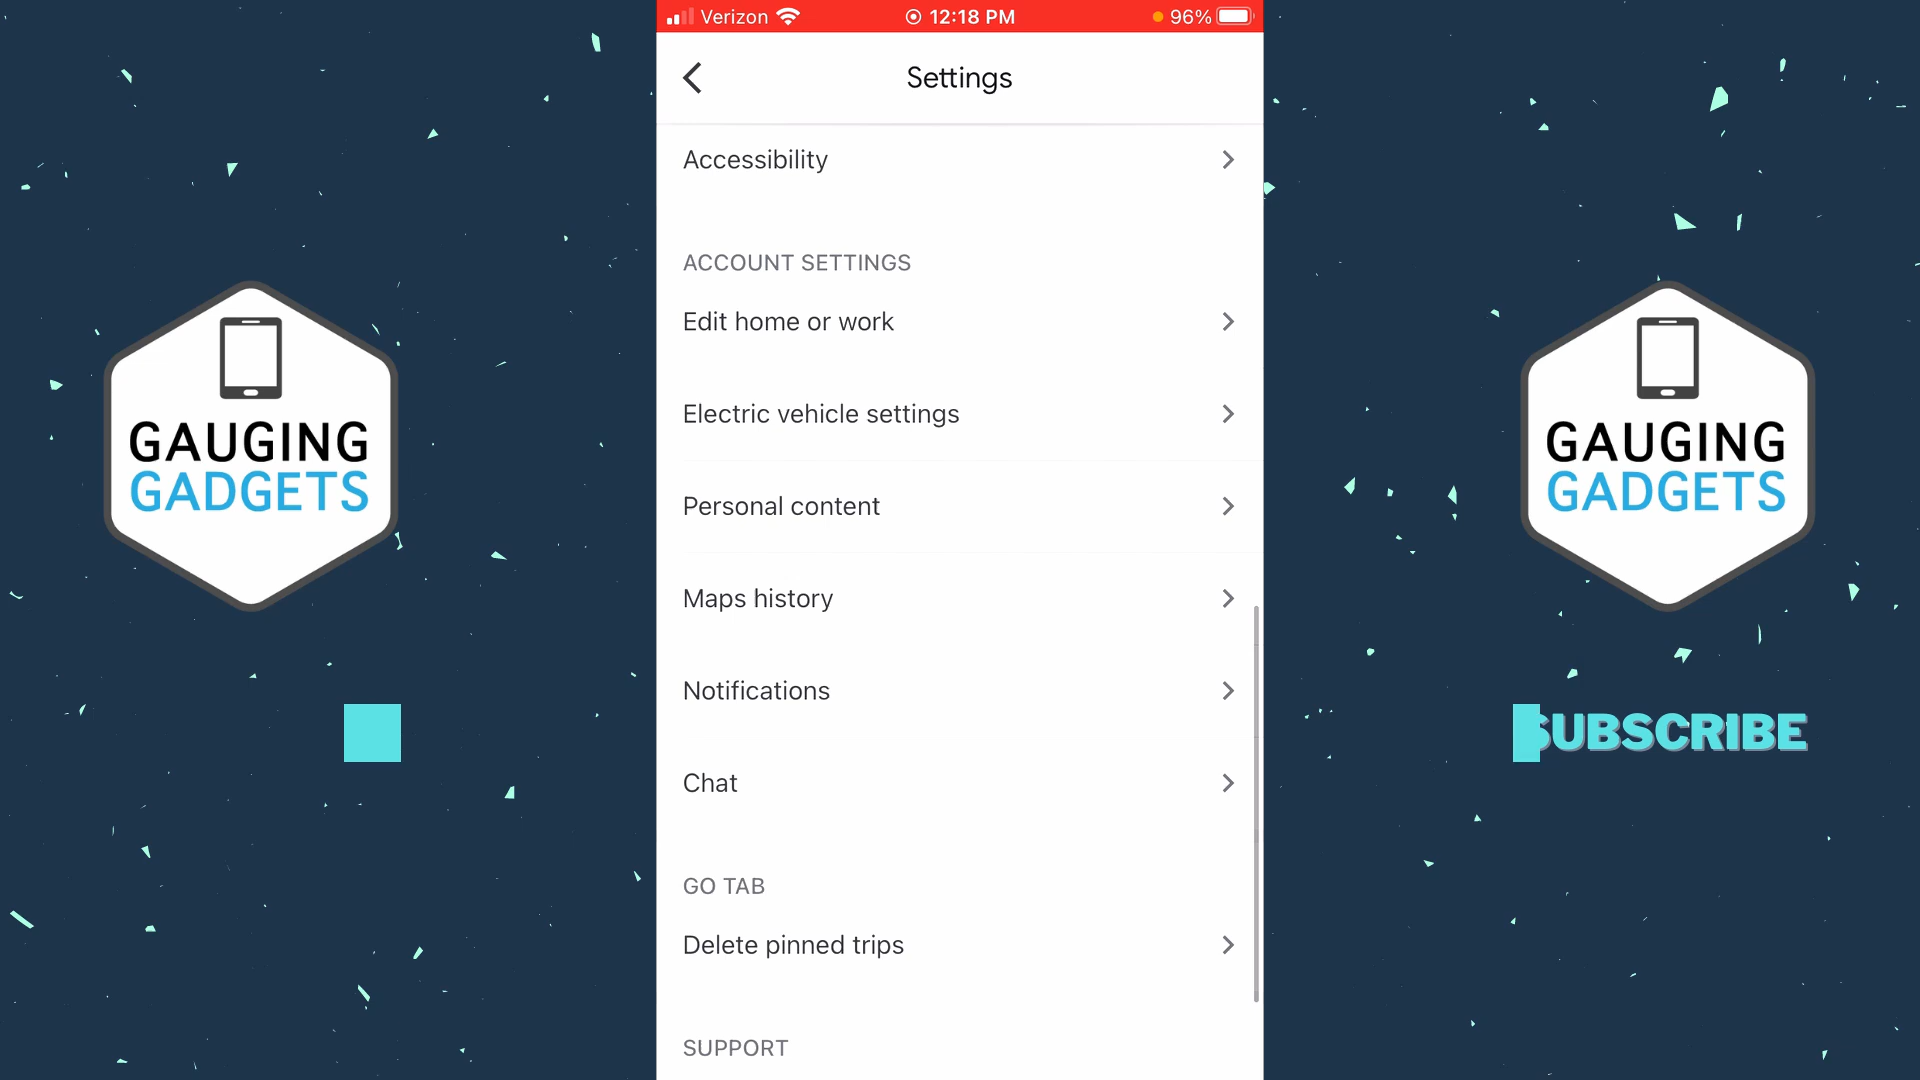 Verizon 12:18 PM 96%
Settings
Accessibility
ACCOUNT SETTINGS
Edit home or work
Electric vehicle settings
Personal content
Maps history
Notifications
Chat
GO TAB
Delete pinned trips
SUPPORT
GAUGING
GADGETS
GAUGING
GADGETS
SUBSCRIBE